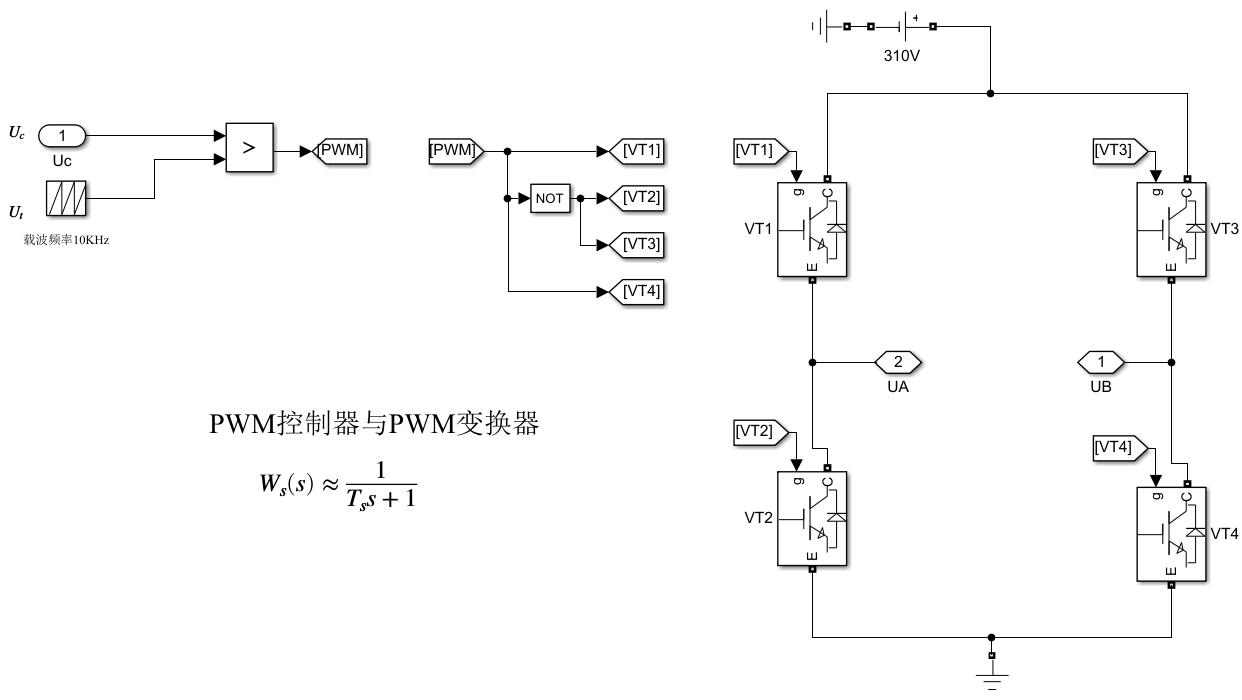 310V
+
U_c
1
Uc
>
[PWM]
U_t
载波频率10KHz
[PWM]
[VT1]
NOT
[VT2]
[VT3]
[VT4]
PWM控制器与PWM变换器
W_s(s) ≈ 1 / (T_s s + 1)
[VT1]
g
C
VT1
E
[VT3]
g
C
VT3
E
2
UA
1
UB
[VT2]
g
C
VT2
E
[VT4]
g
C
VT4
E